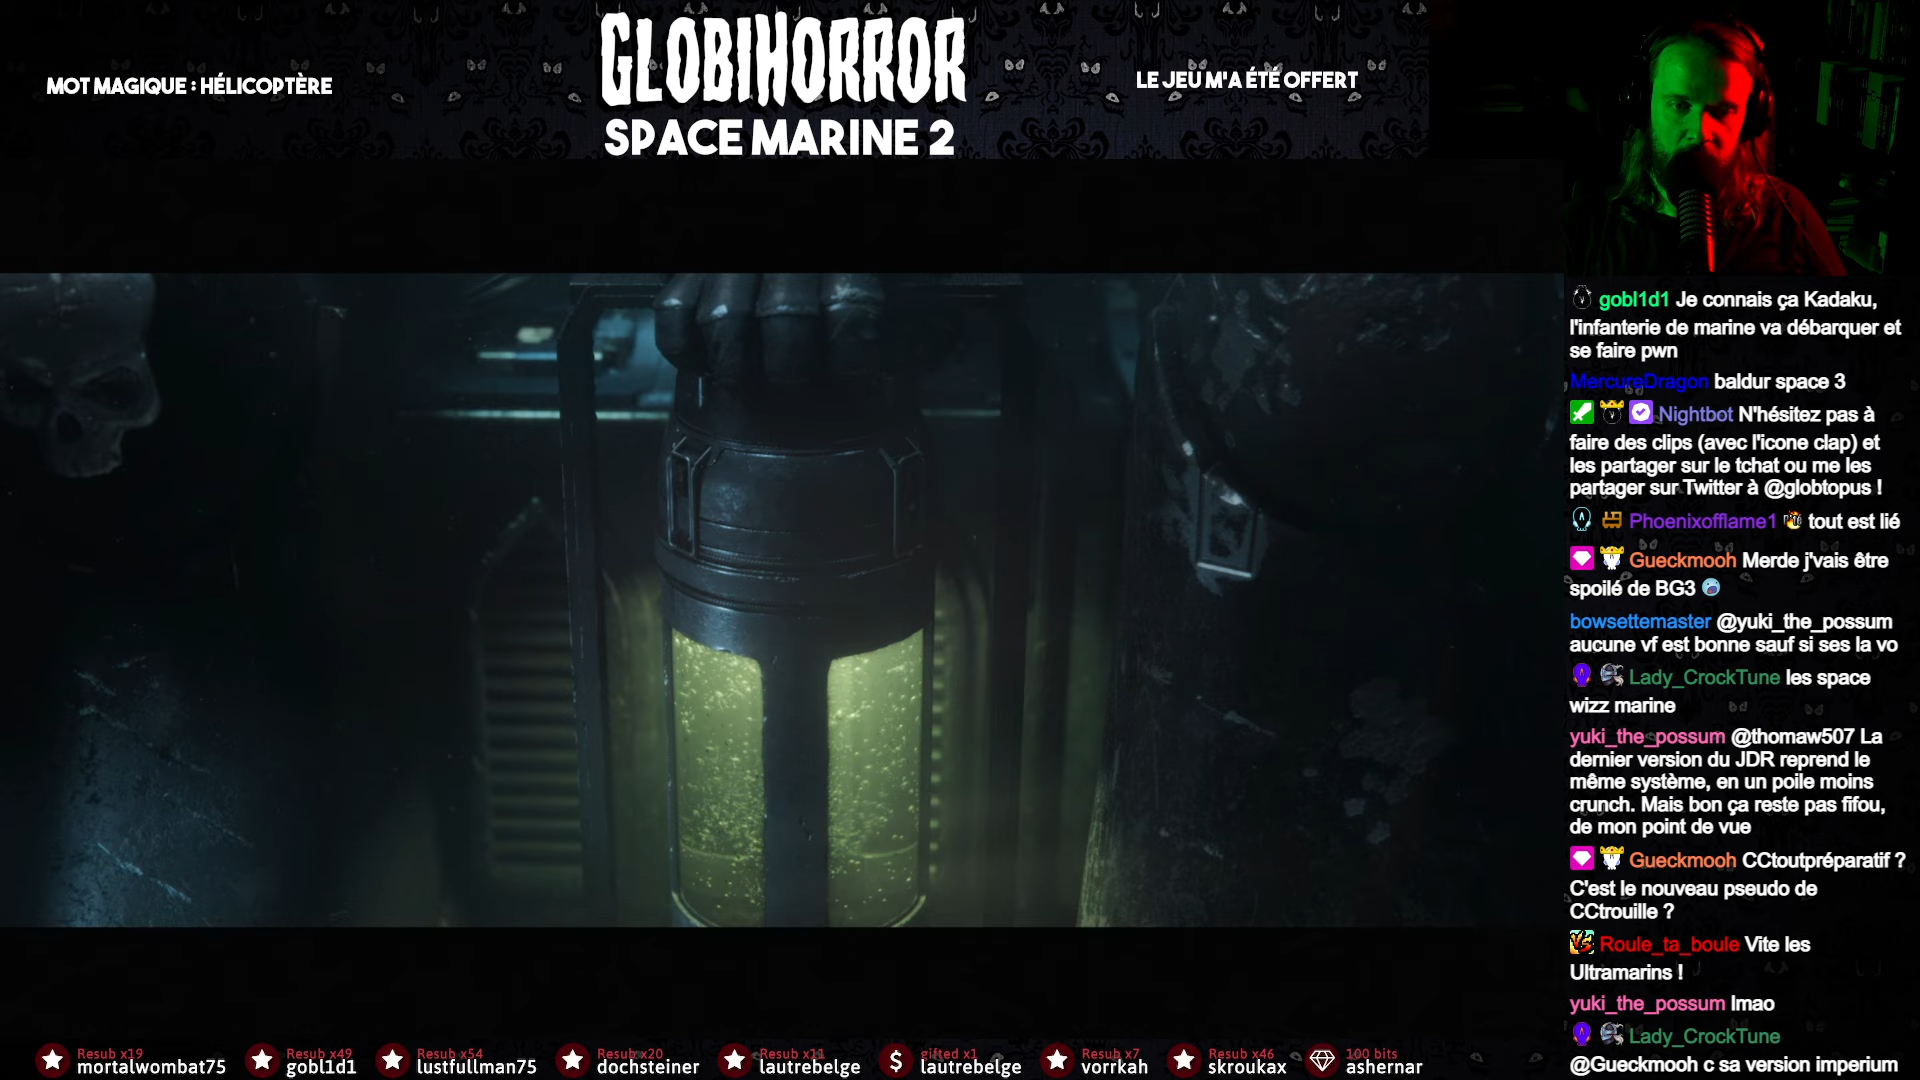 MOT MAGIQUE : HÉLICOPTÈRE
GLOBIHORROR
SPACE MARINE 2
LE JEU M'A ÉTÉ OFFERT
gobl1d1 Je connais ça Kadaku,
l'infanterie de marine va débarquer et
se faire pwn
MercureDragon baldur space 3
Nightbot N'hésitez pas à
faire des clips (avec l'icone clap) et
les partager sur le tchat ou me les
partager sur Twitter à @globtopus !
Phoenixofflame1 tout est lié
Gueckmooh Merde j'vais être
spoilé de BG3
bowsettemaster @yuki_the_possum
aucune vf est bonne sauf si ses la vo
Lady_CrockTune les space
wizz marine
yuki_the_possum @thomaw507 La
dernier version du JDR reprend le
même système, en un poile moins
crunch. Mais bon ça reste pas fifou,
de mon point de vue
Gueckmooh CCtoutpréparatif ?
C'est le nouveau pseudo de
CCtrouille ?
Roule_ta_boule Vite les
Ultramarins !
yuki_the_possum lmao
Lady_CrockTune
@Gueckmooh c sa version imperium
Resub x19
mortalwombat75
Resub x49
gobl1d1
Resub x54
lustfullman75
Resub x20
dochsteiner
Resub x11
lautrebelge
gifted x1
lautrebelge
Resub x7
vorrkah
Resub x46
skroukax
100 bits
ashernar